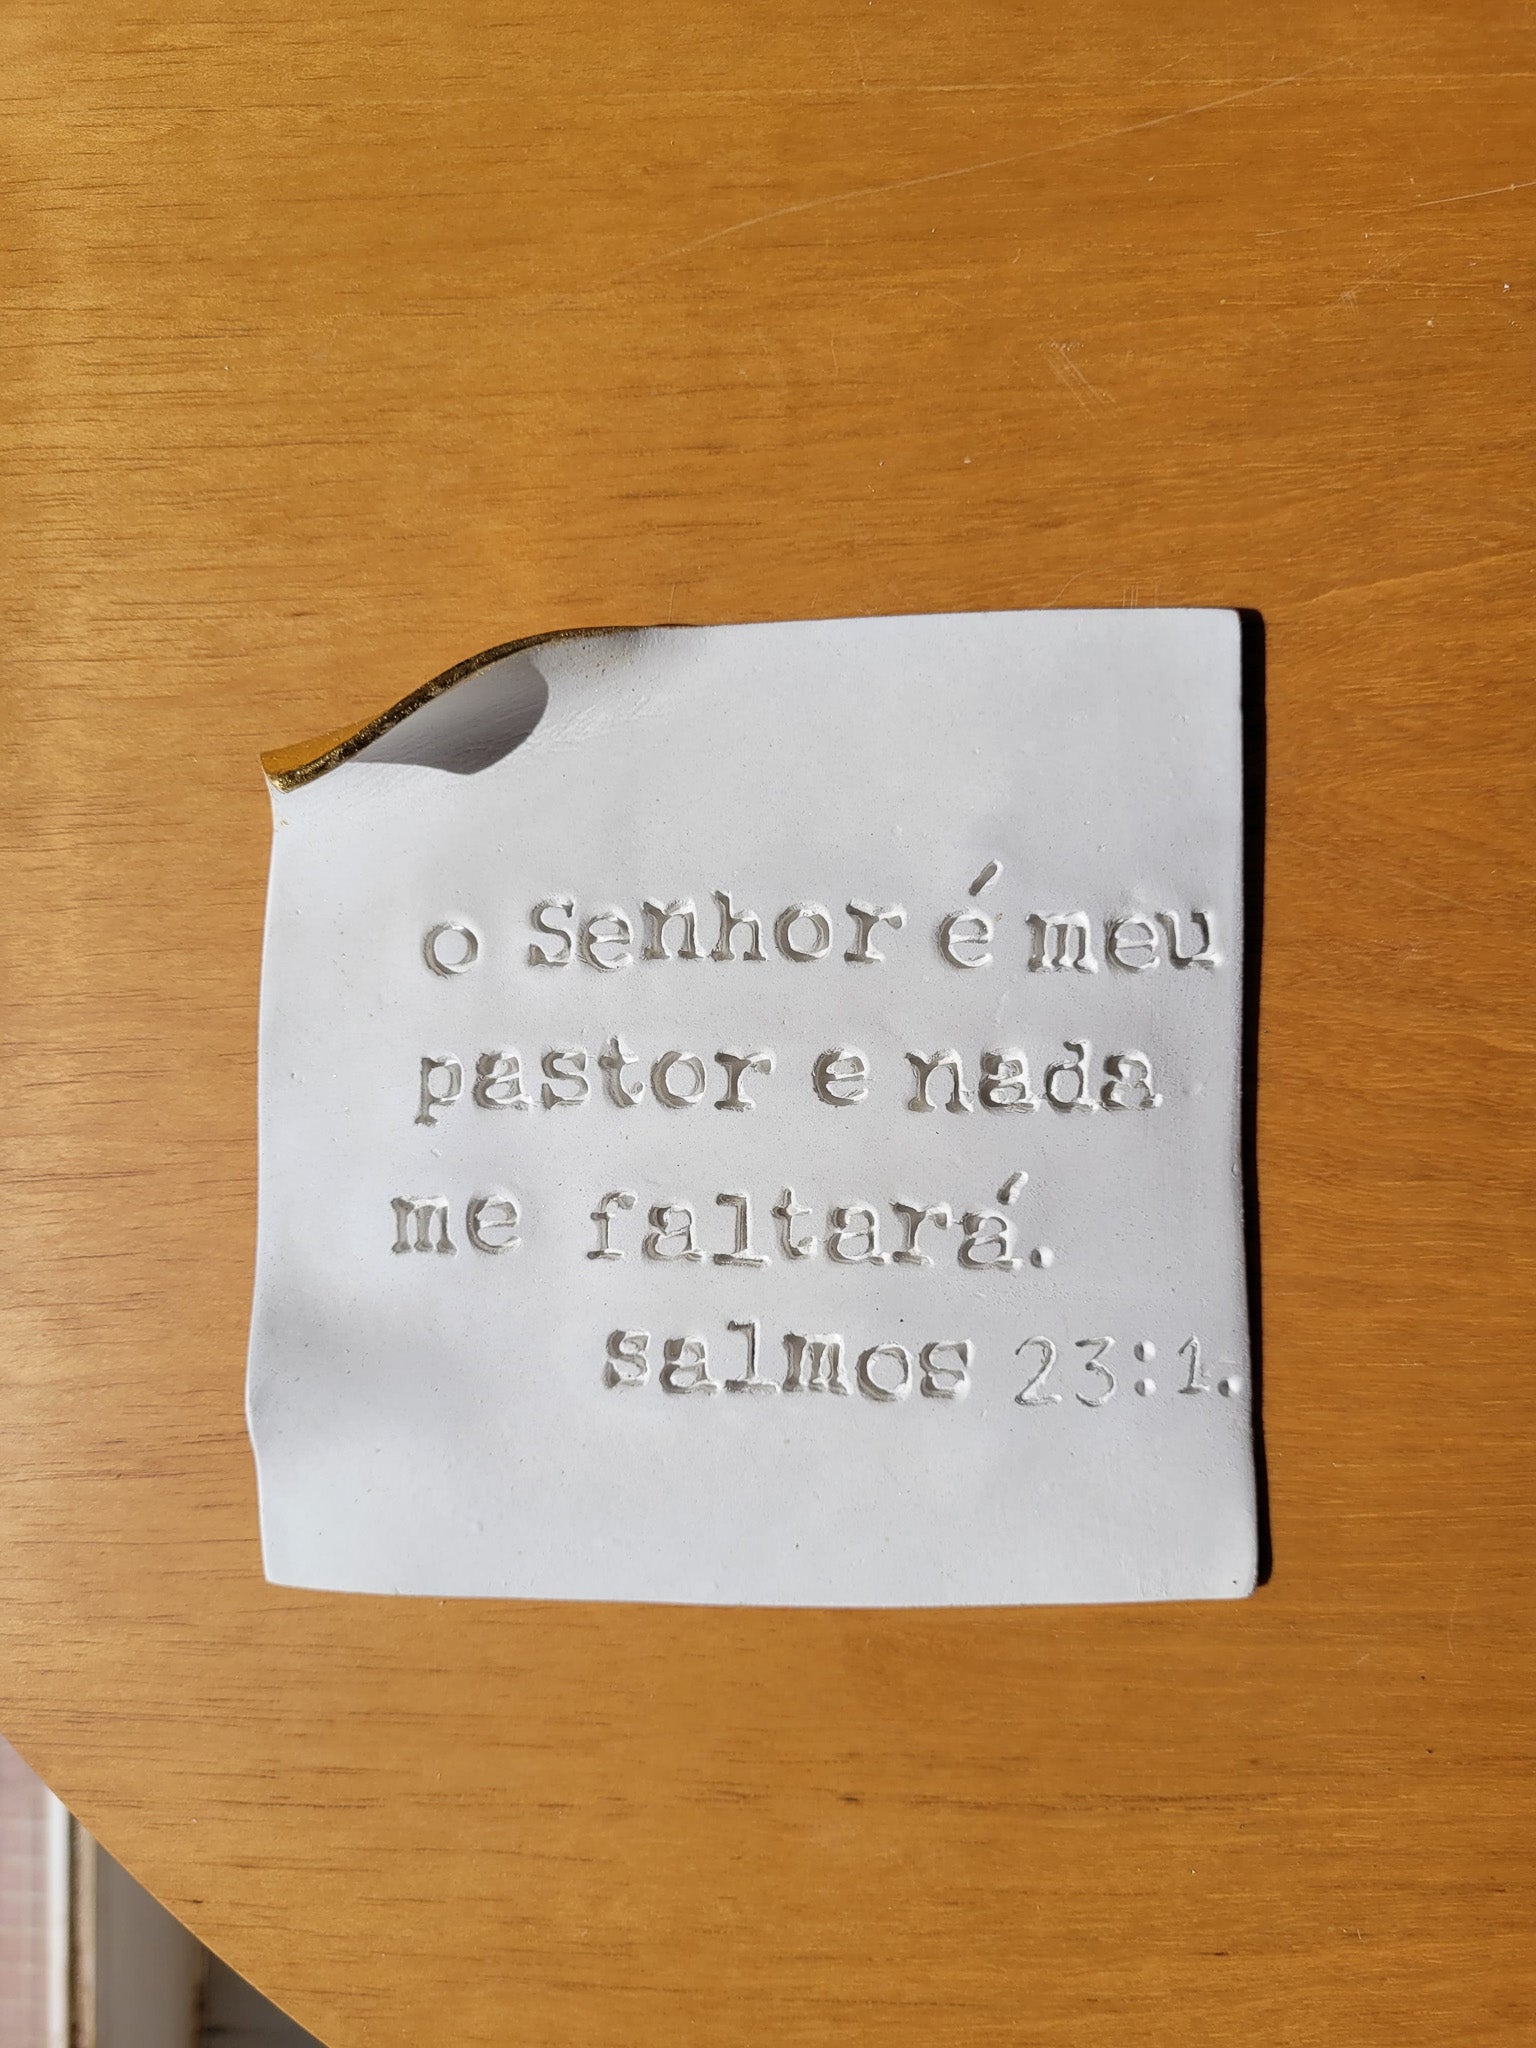 o Senhor é meu
pastor e nada
me faltará.
salmos 23:1.